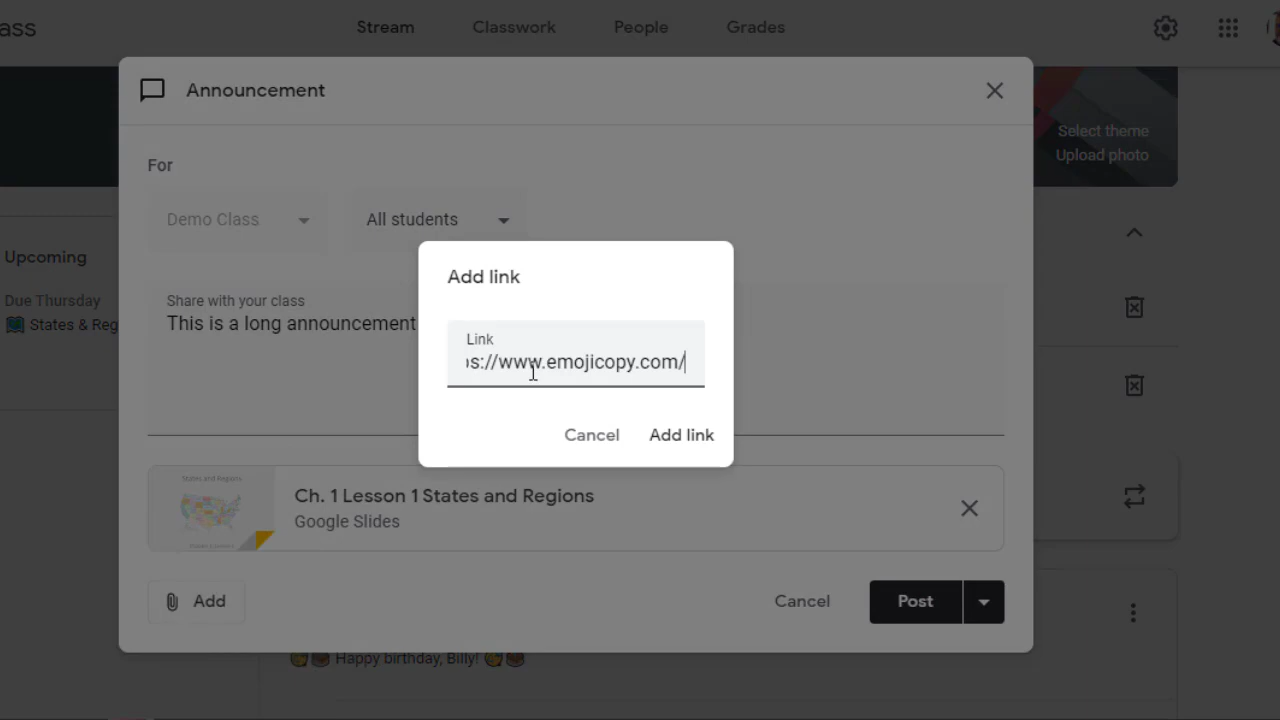 ass
Stream
Classwork
People
Grades
Announcement
Select theme
Upload photo
For
Demo Class
All students
Upcoming
Due Thursday
States & Reg
Share with your class
This is a long announcement
Add link
Link
ps://www.emojicopy.com/
Cancel
Add link
States and Regions
Ch. 1 Lesson 1 States and Regions
Google Slides
Add
Cancel
Post
Happy birthday, Billy!